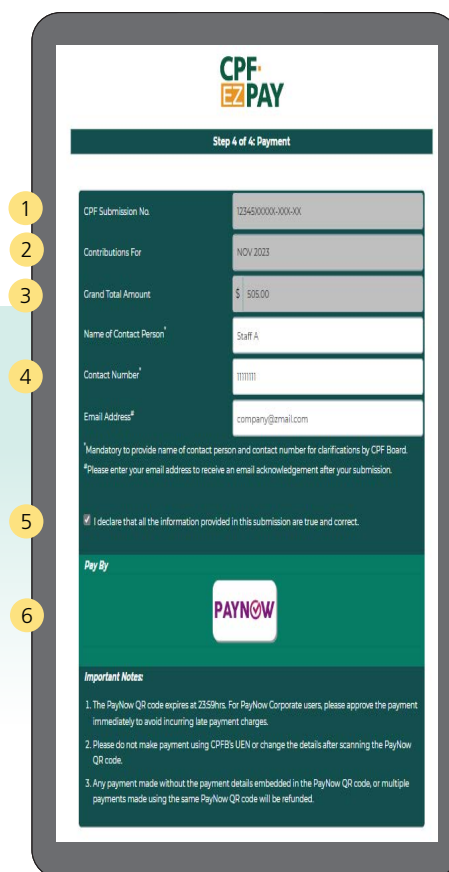 CPF
EZ PAY
Step 4 of 4: Payment
1
CPF Submission No.
12345XXXXX-XXX-XX
2
Contributions For
NOV 2023
3
Grand Total Amount
$ 505.00
Name of Contact Person*
Staff A
4
Contact Number*
11111111
Email Address#
company@zmail.com
*Mandatory to provide name of contact person and contact number for clarifications by CPF Board.
#Please enter your email address to receive an email acknowledgement after your submission.
5
I declare that all the information provided in this submission are true and correct.
Pay By
6
PAYNOW
Important Notes:
1. The PayNow QR code expires at 23:59hrs. For PayNow Corporate users, please approve the payment
immediately to avoid incurring late payment charges.
2. Please do not make payment using CPFB's UEN or change the details after scanning the PayNow
QR code.
3. Any payment made without the payment details embedded in the PayNow QR code, or multiple
payments made using the same PayNow QR code will be refunded.